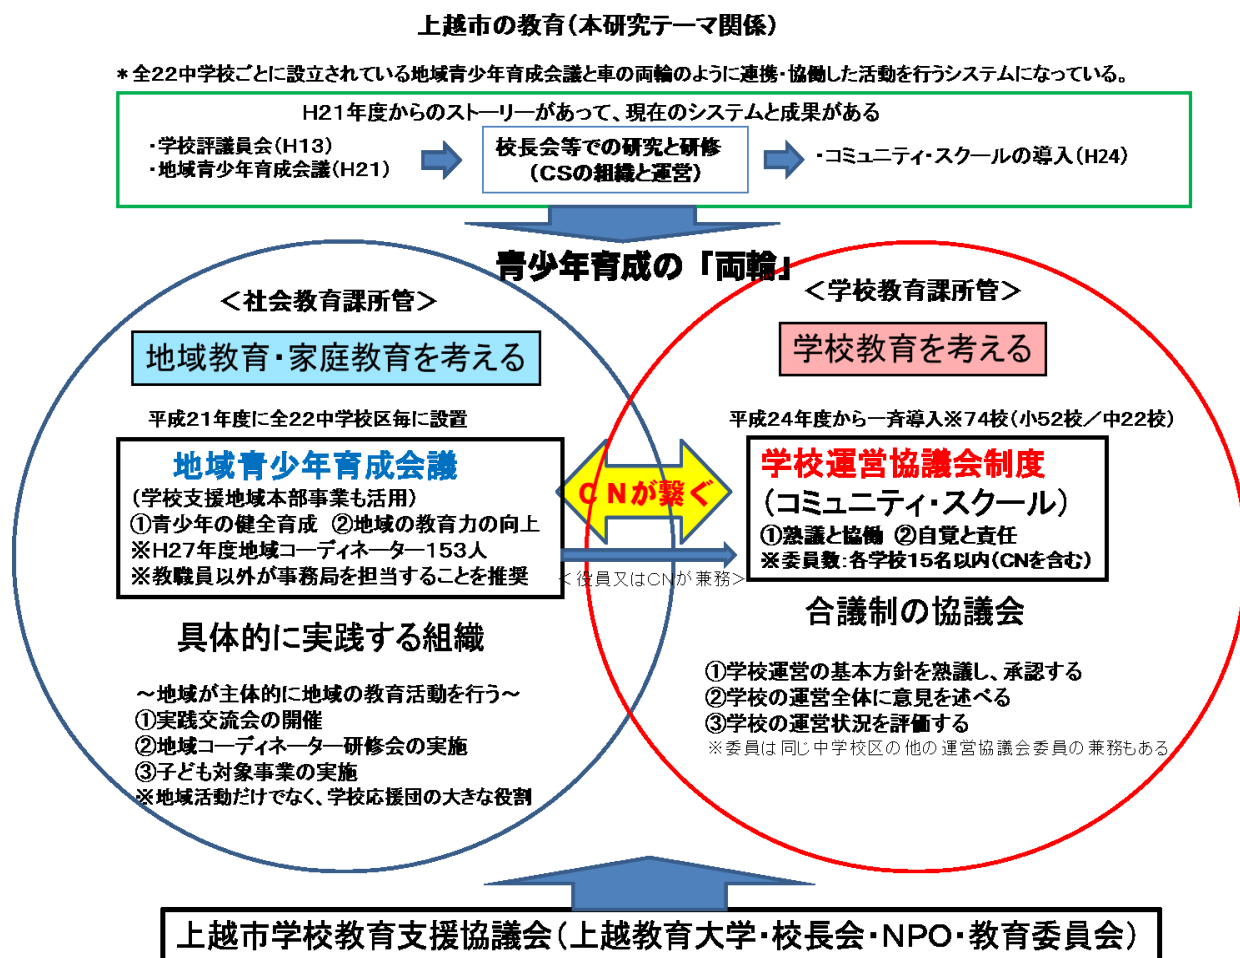 上越市の教育(本研究テーマ関係)
*全22中学校ごとに設立されている地域青少年育成会議と車の両輪のように連携・協働した活動を行うシステムになっている。
H21年度からのストーリーがあって、現在のシステムと成果がある
・学校評議員会(H13)
・地域青少年育成会議(H21)
校長会等での研究と研修
(CSの組織と運営)
・コミュニティ・スクールの導入(H24)
青少年育成の「両輪」
<社会教育課所管>
地域教育・家庭教育を考える
平成21年度に全22中学校区毎に設置
地域青少年育成会議
(学校支援地域本部事業も活用)
①青少年の健全育成 ②地域の教育力の向上
※H27年度地域コーディネーター153人
※教職員以外が事務局を担当することを推奨
具体的に実践する組織
～地域が主体的に地域の教育活動を行う～
①実践交流会の開催
②地域コーディネーター研修会の実施
③子ども対象事業の実施
※地域活動だけでなく、学校応援団の大きな役割
CNが繋ぐ
<役員又はCNが兼務>
<学校教育課所管>
学校教育を考える
平成24年度から一斉導入※74校(小52校/中22校)
学校運営協議会制度
(コミュニティ・スクール)
①熟議と協働 ②自覚と責任
※委員数:各学校15名以内(CNを含む)
合議制の協議会
①学校運営の基本方針を熟議し、承認する
②学校の運営全体に意見を述べる
③学校の運営状況を評価する
※委員は同じ中学校区の他の運営協議会委員の兼務もある
上越市学校教育支援協議会(上越教育大学・校長会・NPO・教育委員会)